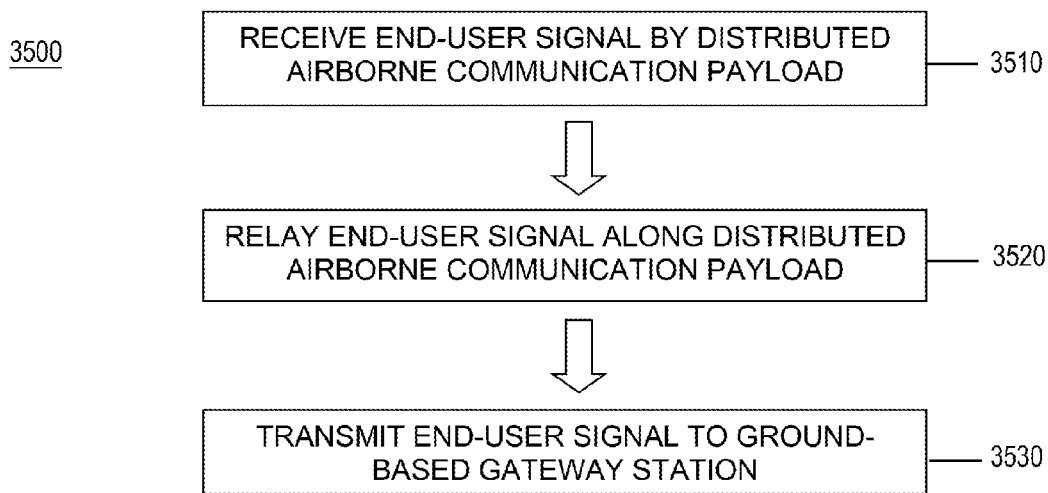 3500
RECEIVE END-USER SIGNAL BY DISTRIBUTED
AIRBORNE COMMUNICATION PAYLOAD
3510
RELAY END-USER SIGNAL ALONG DISTRIBUTED
AIRBORNE COMMUNICATION PAYLOAD
3520
TRANSMIT END-USER SIGNAL TO GROUND-
BASED GATEWAY STATION
3530